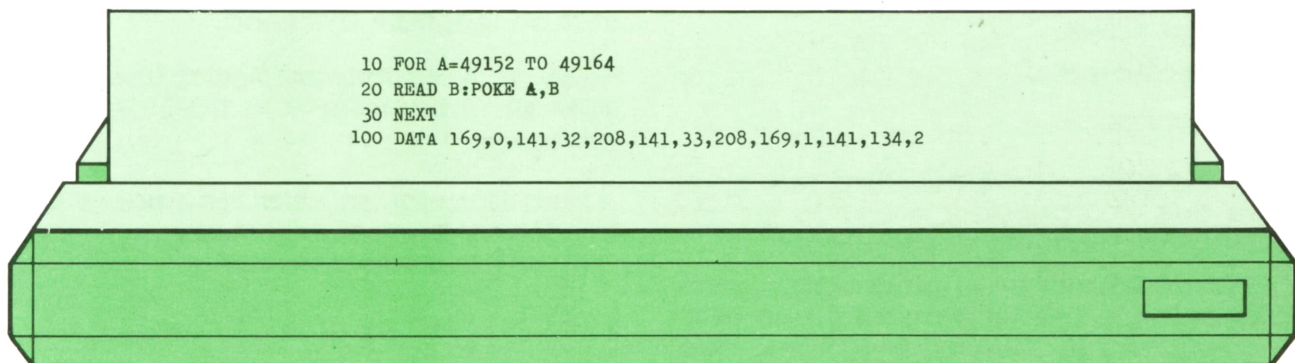 10 FOR A=49152 TO 49164
20 READ B:POKE A,B
30 NEXT
100 DATA 169,0,141,32,208,141,33,208,169,1,141,134,2